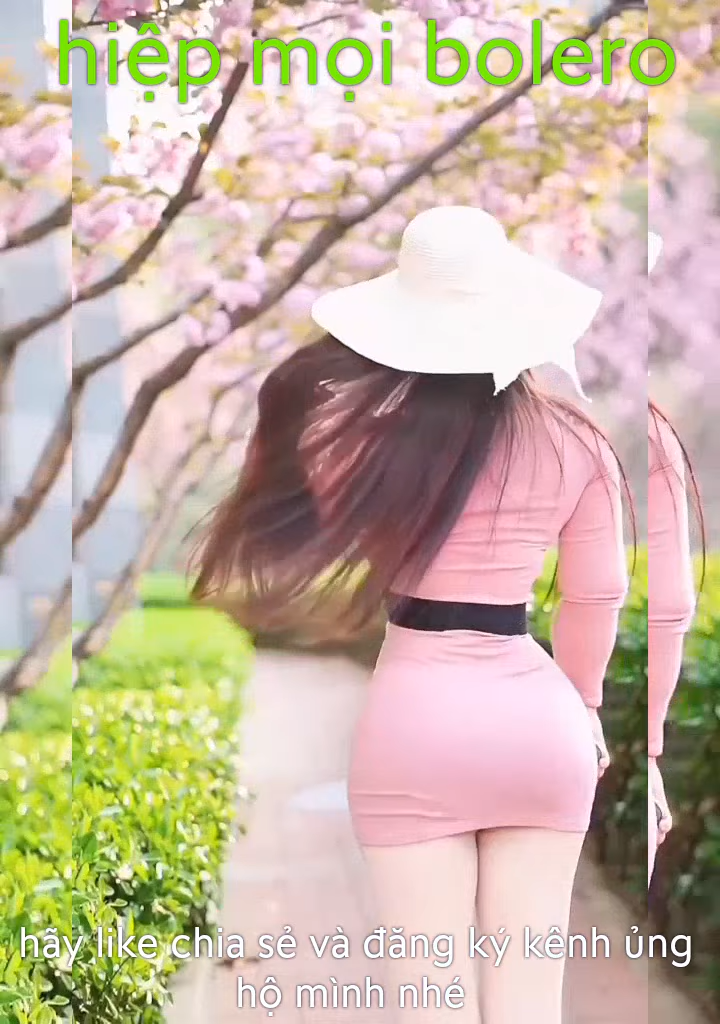 hiệp mọi bolero
hãy like chia sẻ và đăng ký kênh ủng
hộ mình nhé